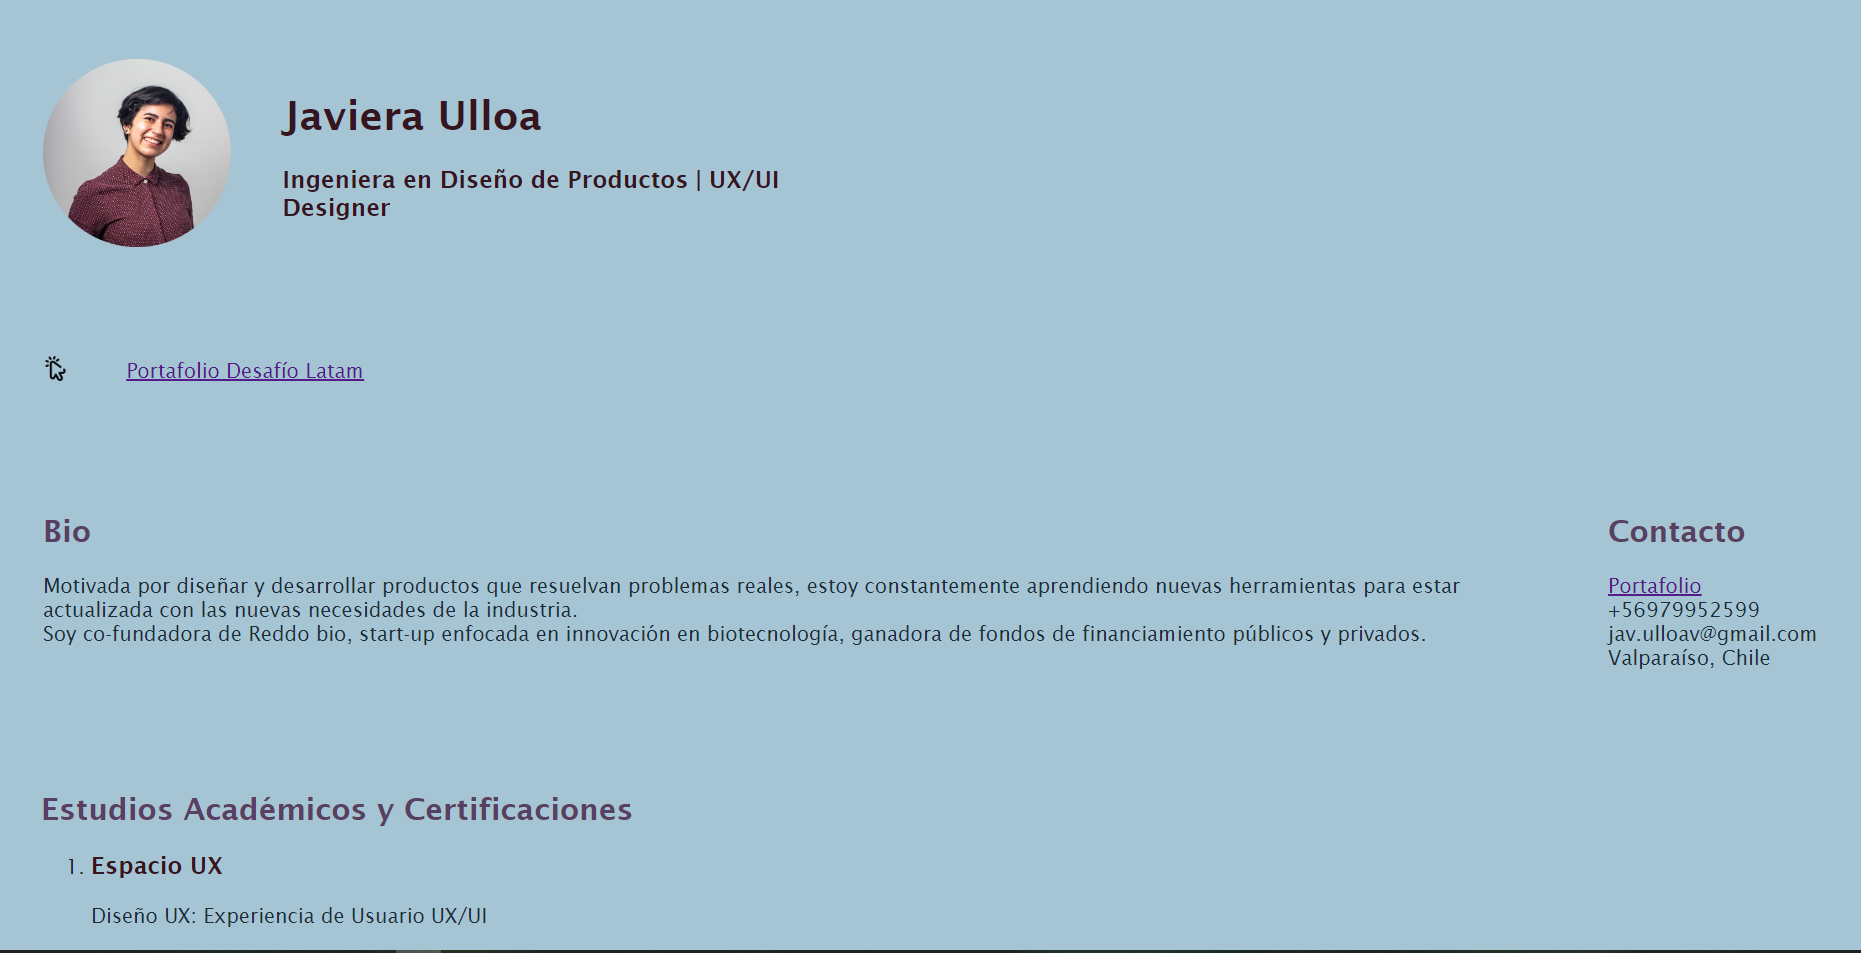 Javiera Ulloa
Ingeniera en Diseño de Productos | UX/UI
Designer
Portafolio Desafío Latam
Bio
Motivada por diseñar y desarrollar productos que resuelvan problemas reales, estoy constantemente aprendiendo nuevas herramientas para estar
actualizada con las nuevas necesidades de la industria.
Soy co-fundadora de Reddo bio, start-up enfocada en innovación en biotecnología, ganadora de fondos de financiamiento públicos y privados.
Contacto
Portafolio
+56979952599
jav.ulloav@gmail.com
Valparaíso, Chile
Estudios Académicos y Certificaciones
1. Espacio UX
Diseño UX: Experiencia de Usuario UX/UI